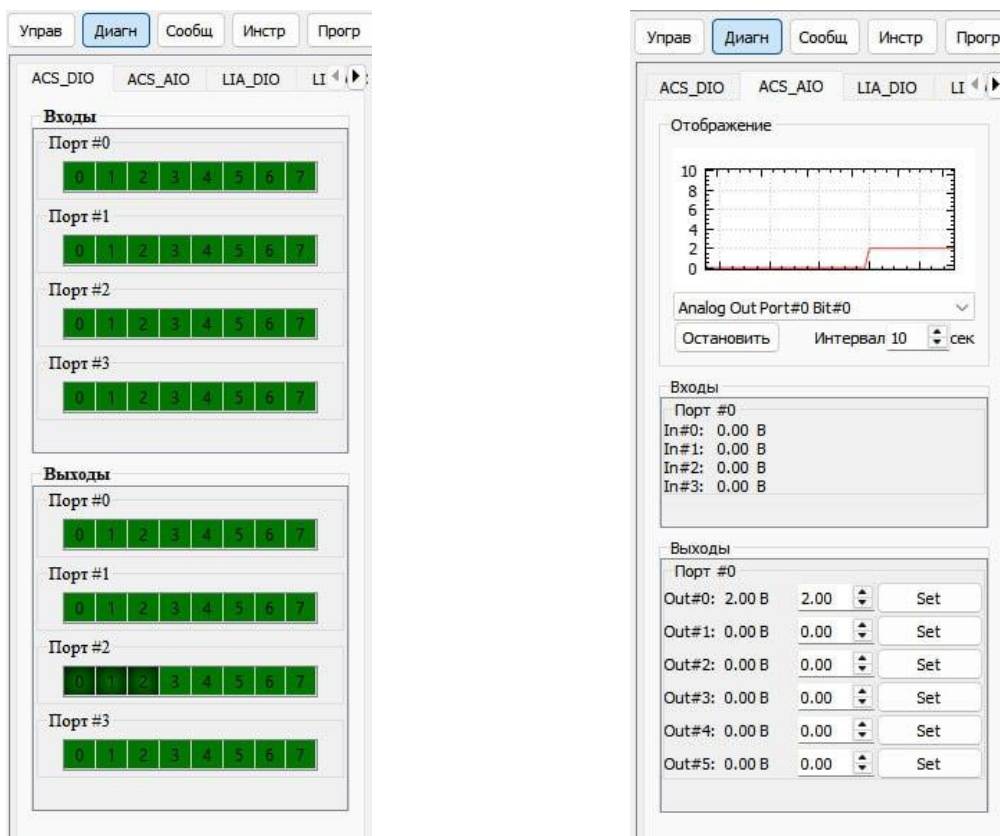 Управ Диагн Сообщ Инстр Прогр
ACS_DIO ACS_AIO LIA_DIO LI
Входы
Порт #0
0 1 2 3 4 5 6 7
Порт #1
0 1 2 3 4 5 6 7
Порт #2
0 1 2 3 4 5 6 7
Порт #3
0 1 2 3 4 5 6 7
Выходы
Порт #0
0 1 2 3 4 5 6 7
Порт #1
0 1 2 3 4 5 6 7
Порт #2
0 1 2 3 4 5 6 7
Порт #3
0 1 2 3 4 5 6 7
Управ Диагн Сообщ Инстр Прогр
ACS_DIO ACS_AIO LIA_DIO LI
Отображение
10
8
6
4
2
0
Analog Out Port#0 Bit#0
Остановить Интервал 10 сек
Входы
Порт #0
In#0: 0.00 В
In#1: 0.00 В
In#2: 0.00 В
In#3: 0.00 В
Выходы
Порт #0
Out#0: 2.00 В 2.00 Set
Out#1: 0.00 В 0.00 Set
Out#2: 0.00 В 0.00 Set
Out#3: 0.00 В 0.00 Set
Out#4: 0.00 В 0.00 Set
Out#5: 0.00 В 0.00 Set